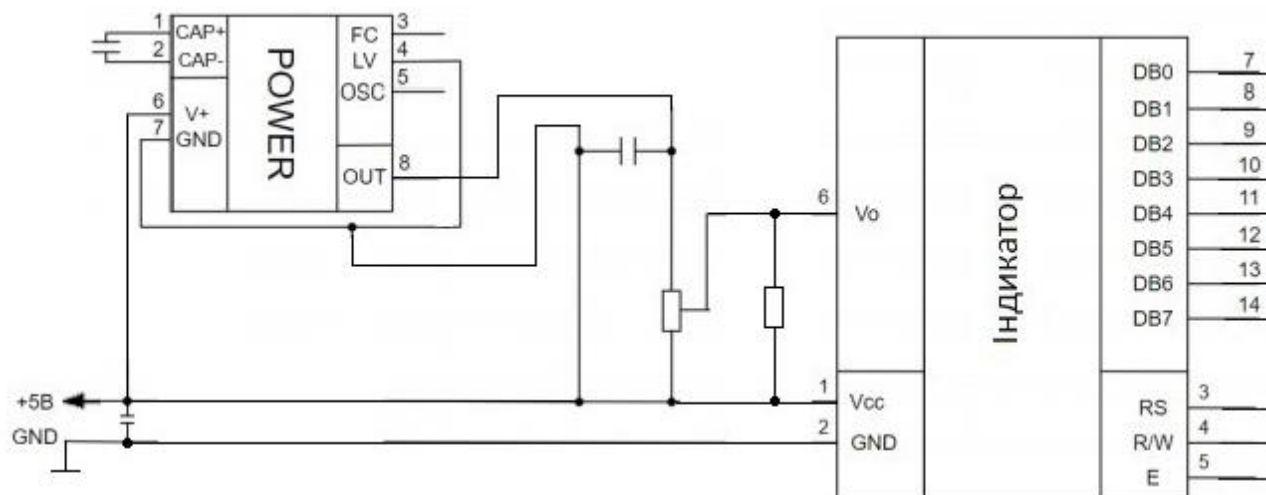 1 CAP+
2 CAP-
6 V+
7 GND
POWER
FC 3
LV 4
OSC 5
OUT 8
+5В
GND
6 Vo
1 Vcc
2 GND
Індикатор
DB0 7
DB1 8
DB2 9
DB3 10
DB4 11
DB5 12
DB6 13
DB7 14
RS 3
R/W 4
E 5